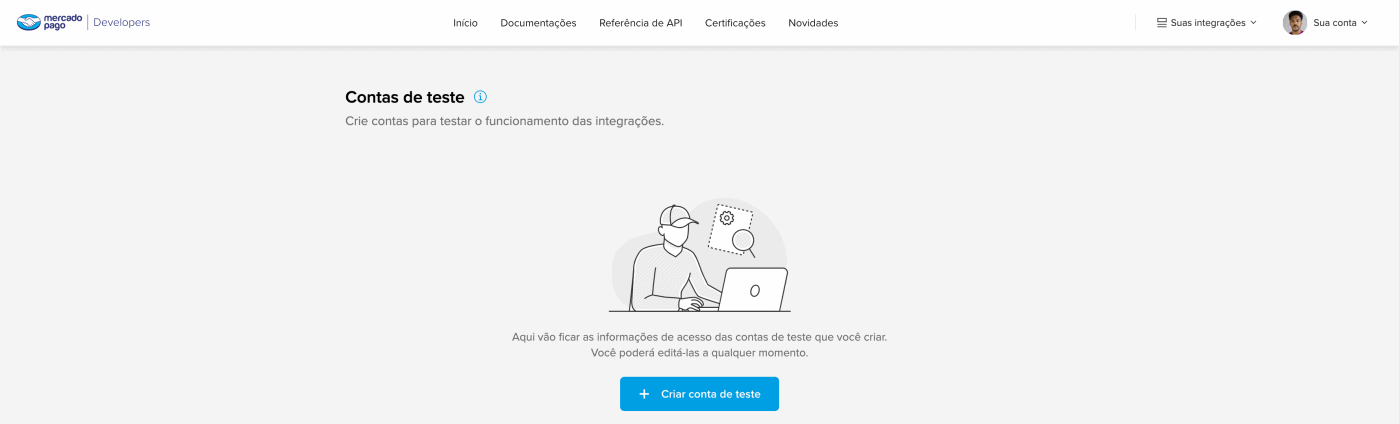 mercado pago Developers
Início Documentações Referência de API Certificações Novidades
Suas integrações Sua conta
Contas de teste
Crie contas para testar o funcionamento das integrações.
Aqui vão ficar as informações de acesso das contas de teste que você criar.
Você poderá editá-las a qualquer momento.
+ Criar conta de teste